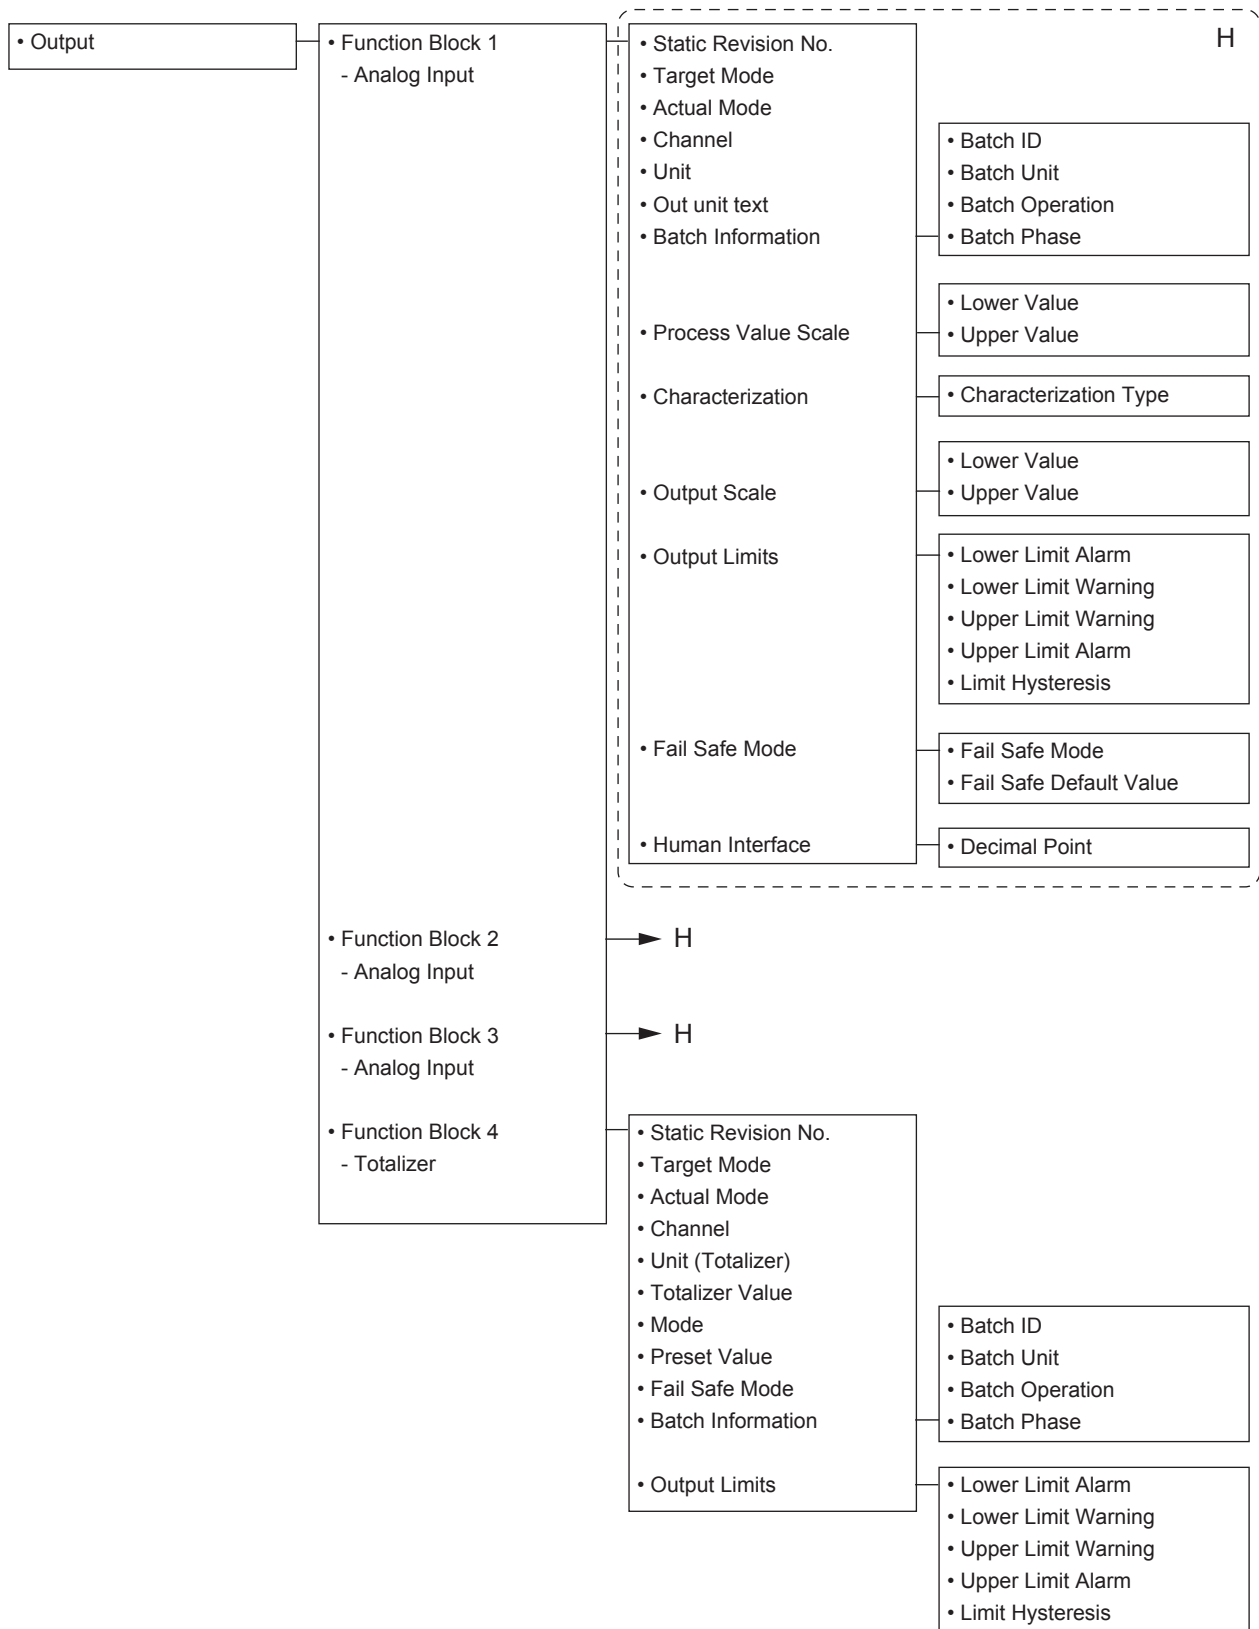 • Output
• Function Block 1
- Analog Input
H
• Static Revision No.
• Target Mode
• Actual Mode
• Channel
• Unit
• Out unit text
• Batch Information
• Batch ID
• Batch Unit
• Batch Operation
• Batch Phase
• Process Value Scale
• Lower Value
• Upper Value
• Characterization
• Characterization Type
• Output Scale
• Lower Value
• Upper Value
• Output Limits
• Lower Limit Alarm
• Lower Limit Warning
• Upper Limit Warning
• Upper Limit Alarm
• Limit Hysteresis
• Fail Safe Mode
• Fail Safe Mode
• Fail Safe Default Value
• Human Interface
• Decimal Point
• Function Block 2
- Analog Input
H
• Function Block 3
- Analog Input
H
• Function Block 4
- Totalizer
• Static Revision No.
• Target Mode
• Actual Mode
• Channel
• Unit (Totalizer)
• Totalizer Value
• Mode
• Preset Value
• Fail Safe Mode
• Batch Information
• Batch ID
• Batch Unit
• Batch Operation
• Batch Phase
• Output Limits
• Lower Limit Alarm
• Lower Limit Warning
• Upper Limit Warning
• Upper Limit Alarm
• Limit Hysteresis